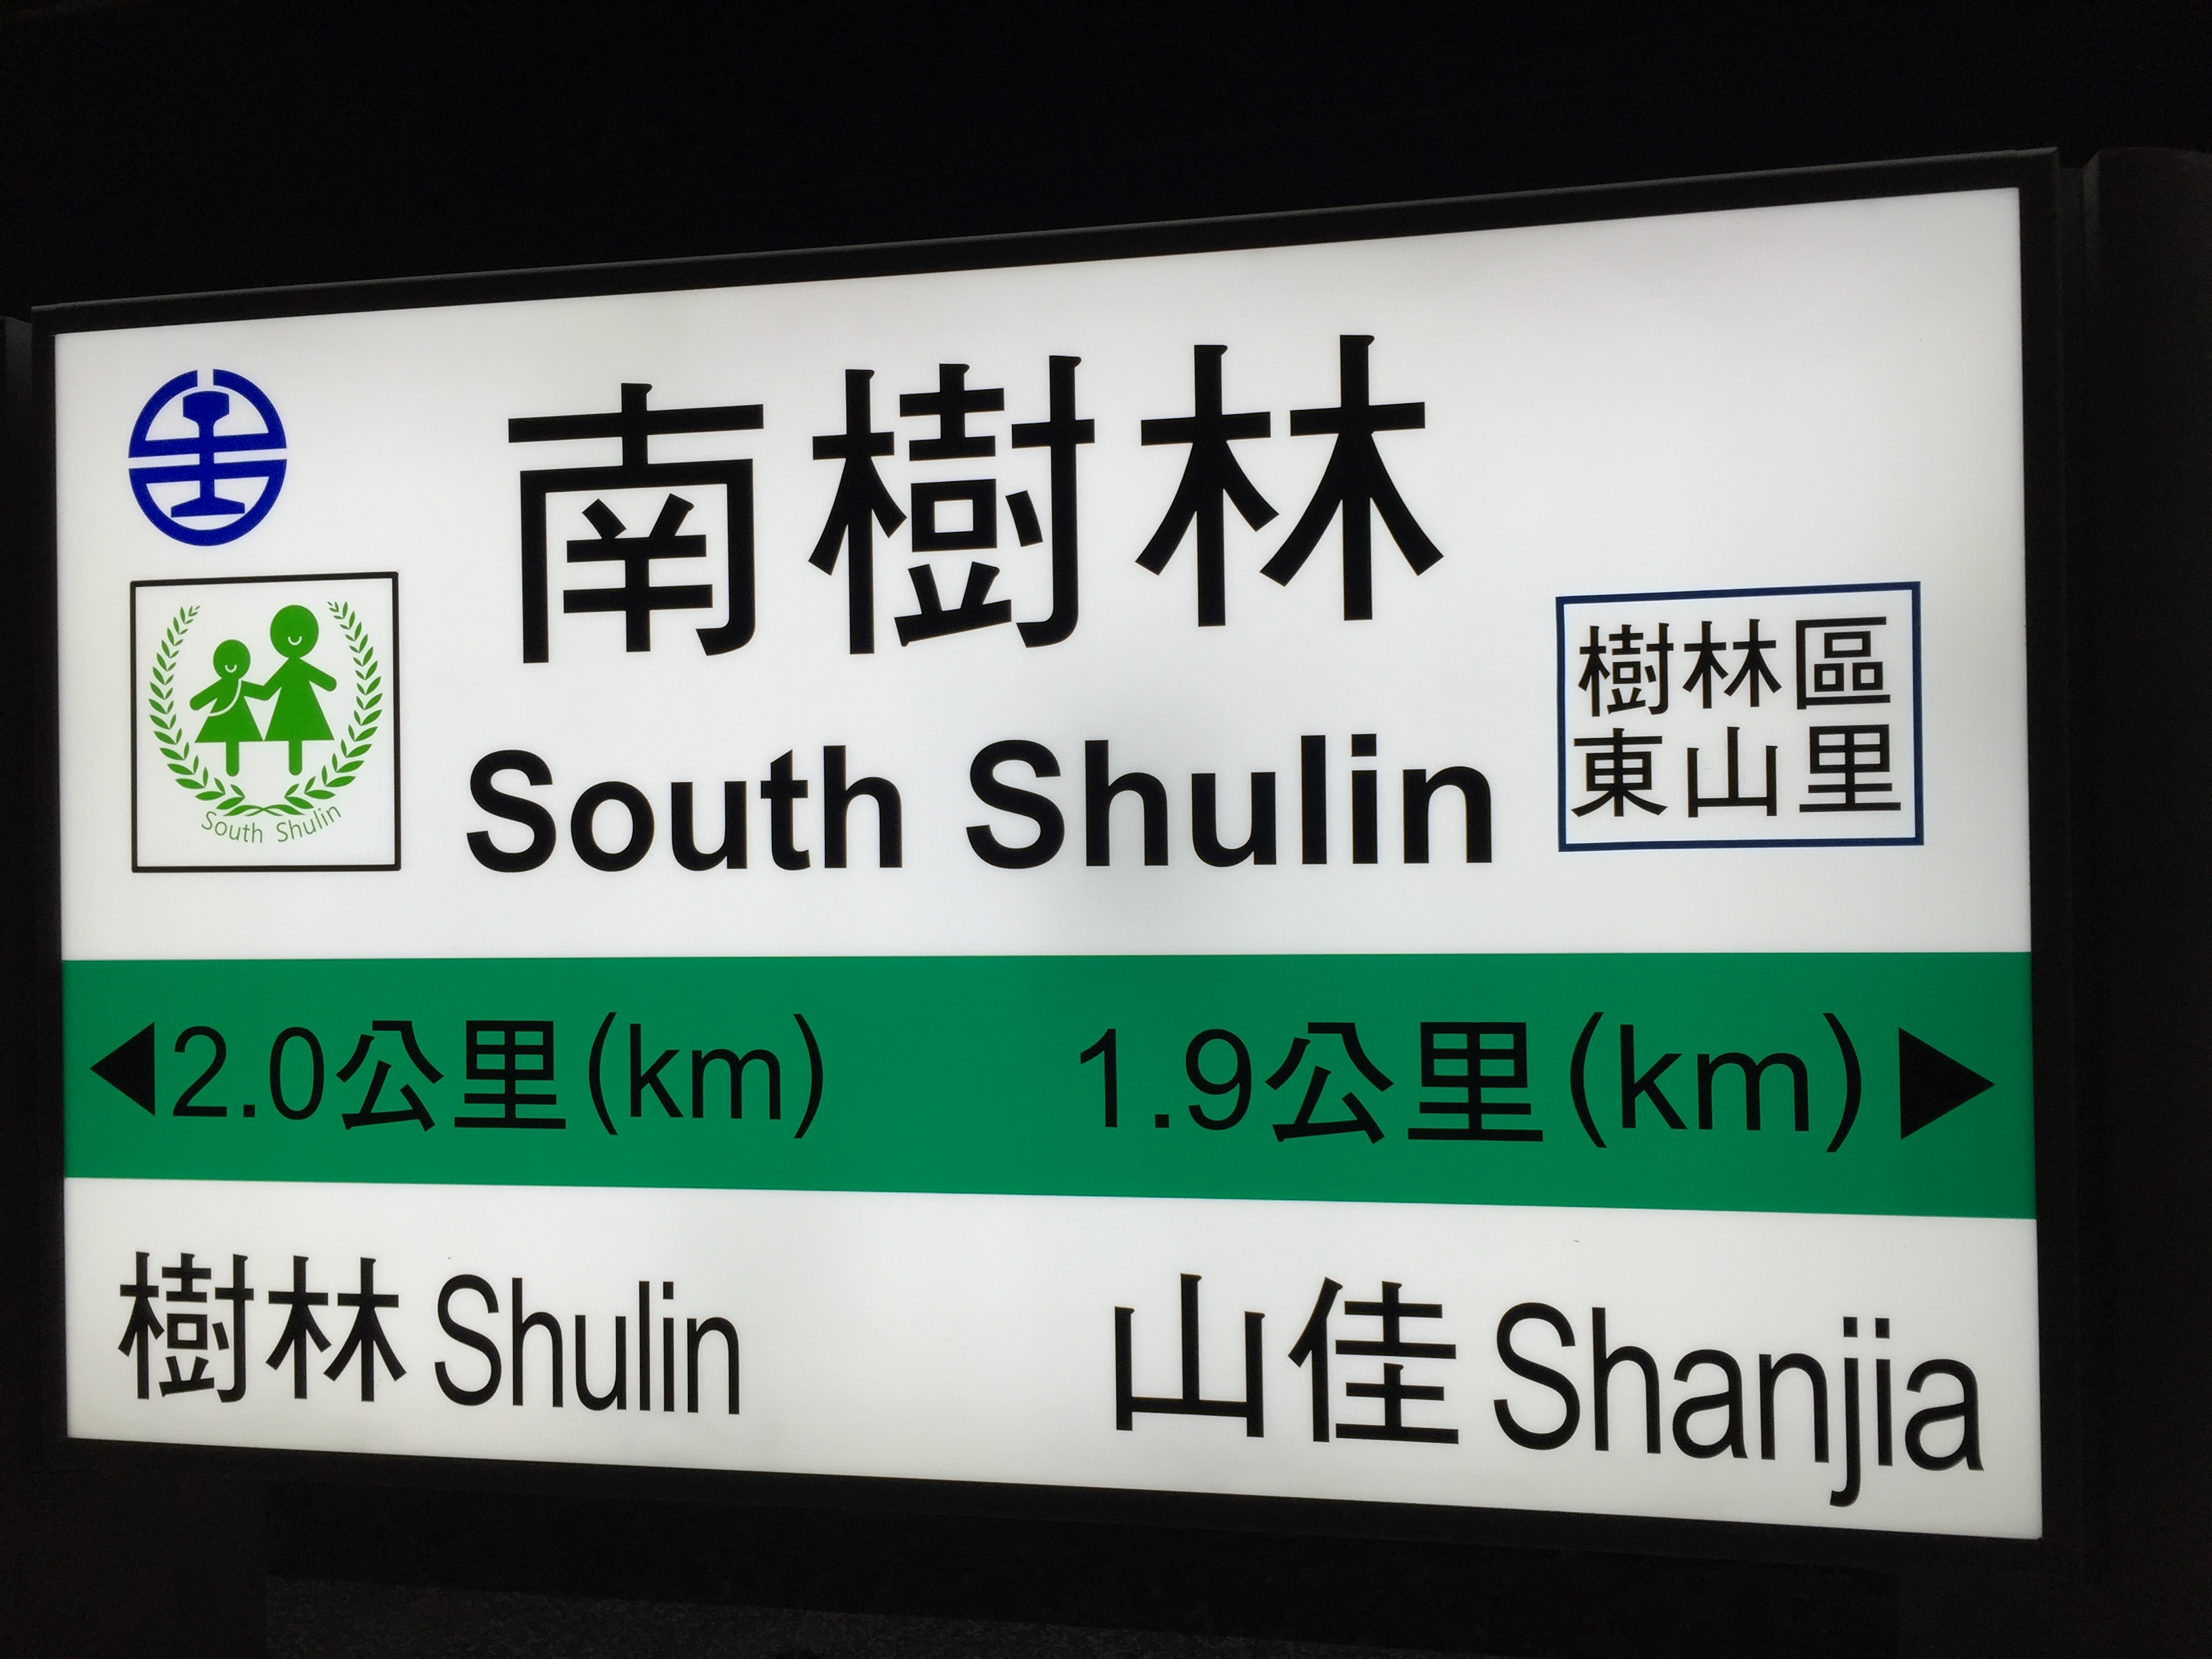 南樹林
South Shulin
South Shulin
樹林區
東山里
◀2.0公里(km)
1.9公里(km)▶
樹林 Shulin
山佳 Shanjia